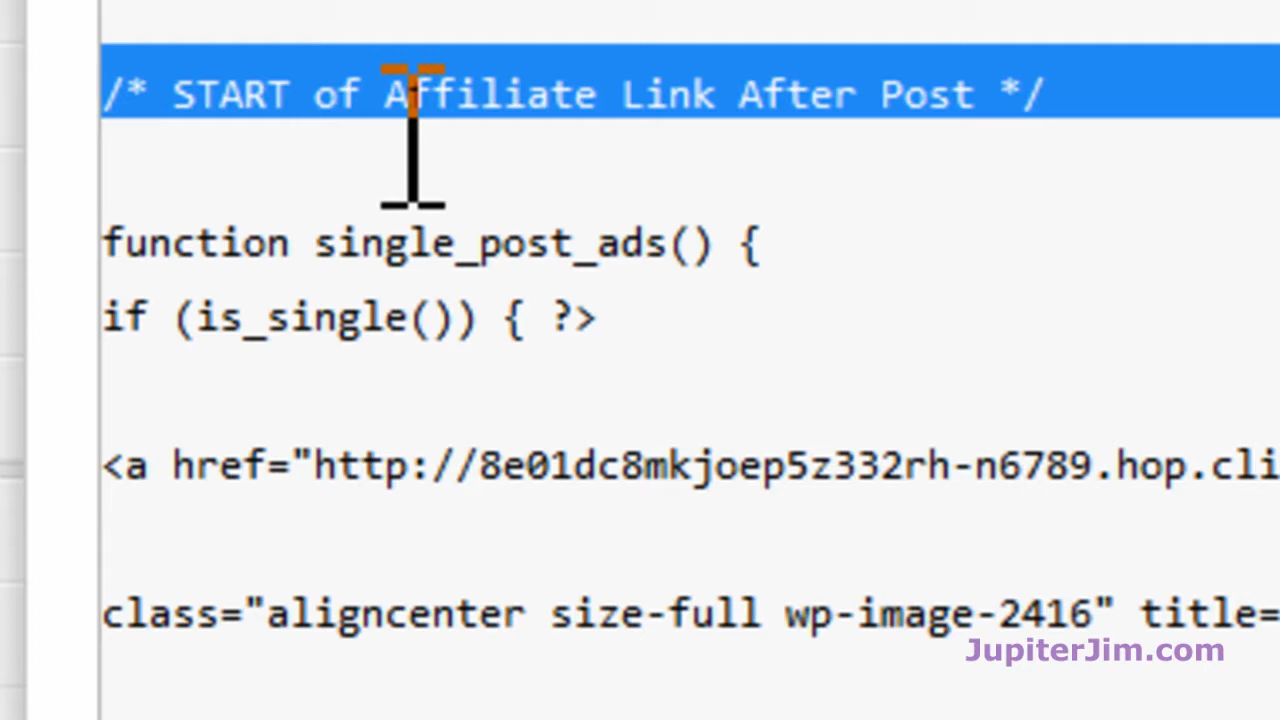 /* START of Affiliate Link After Post */
function single_post_ads() {
if (is_single()) { ?>
<a href="http://8e01dc8mkjoep5z332rh-n6789.hop.cli
class="aligncenter size-full wp-image-2416" title=
JupiterJim.com